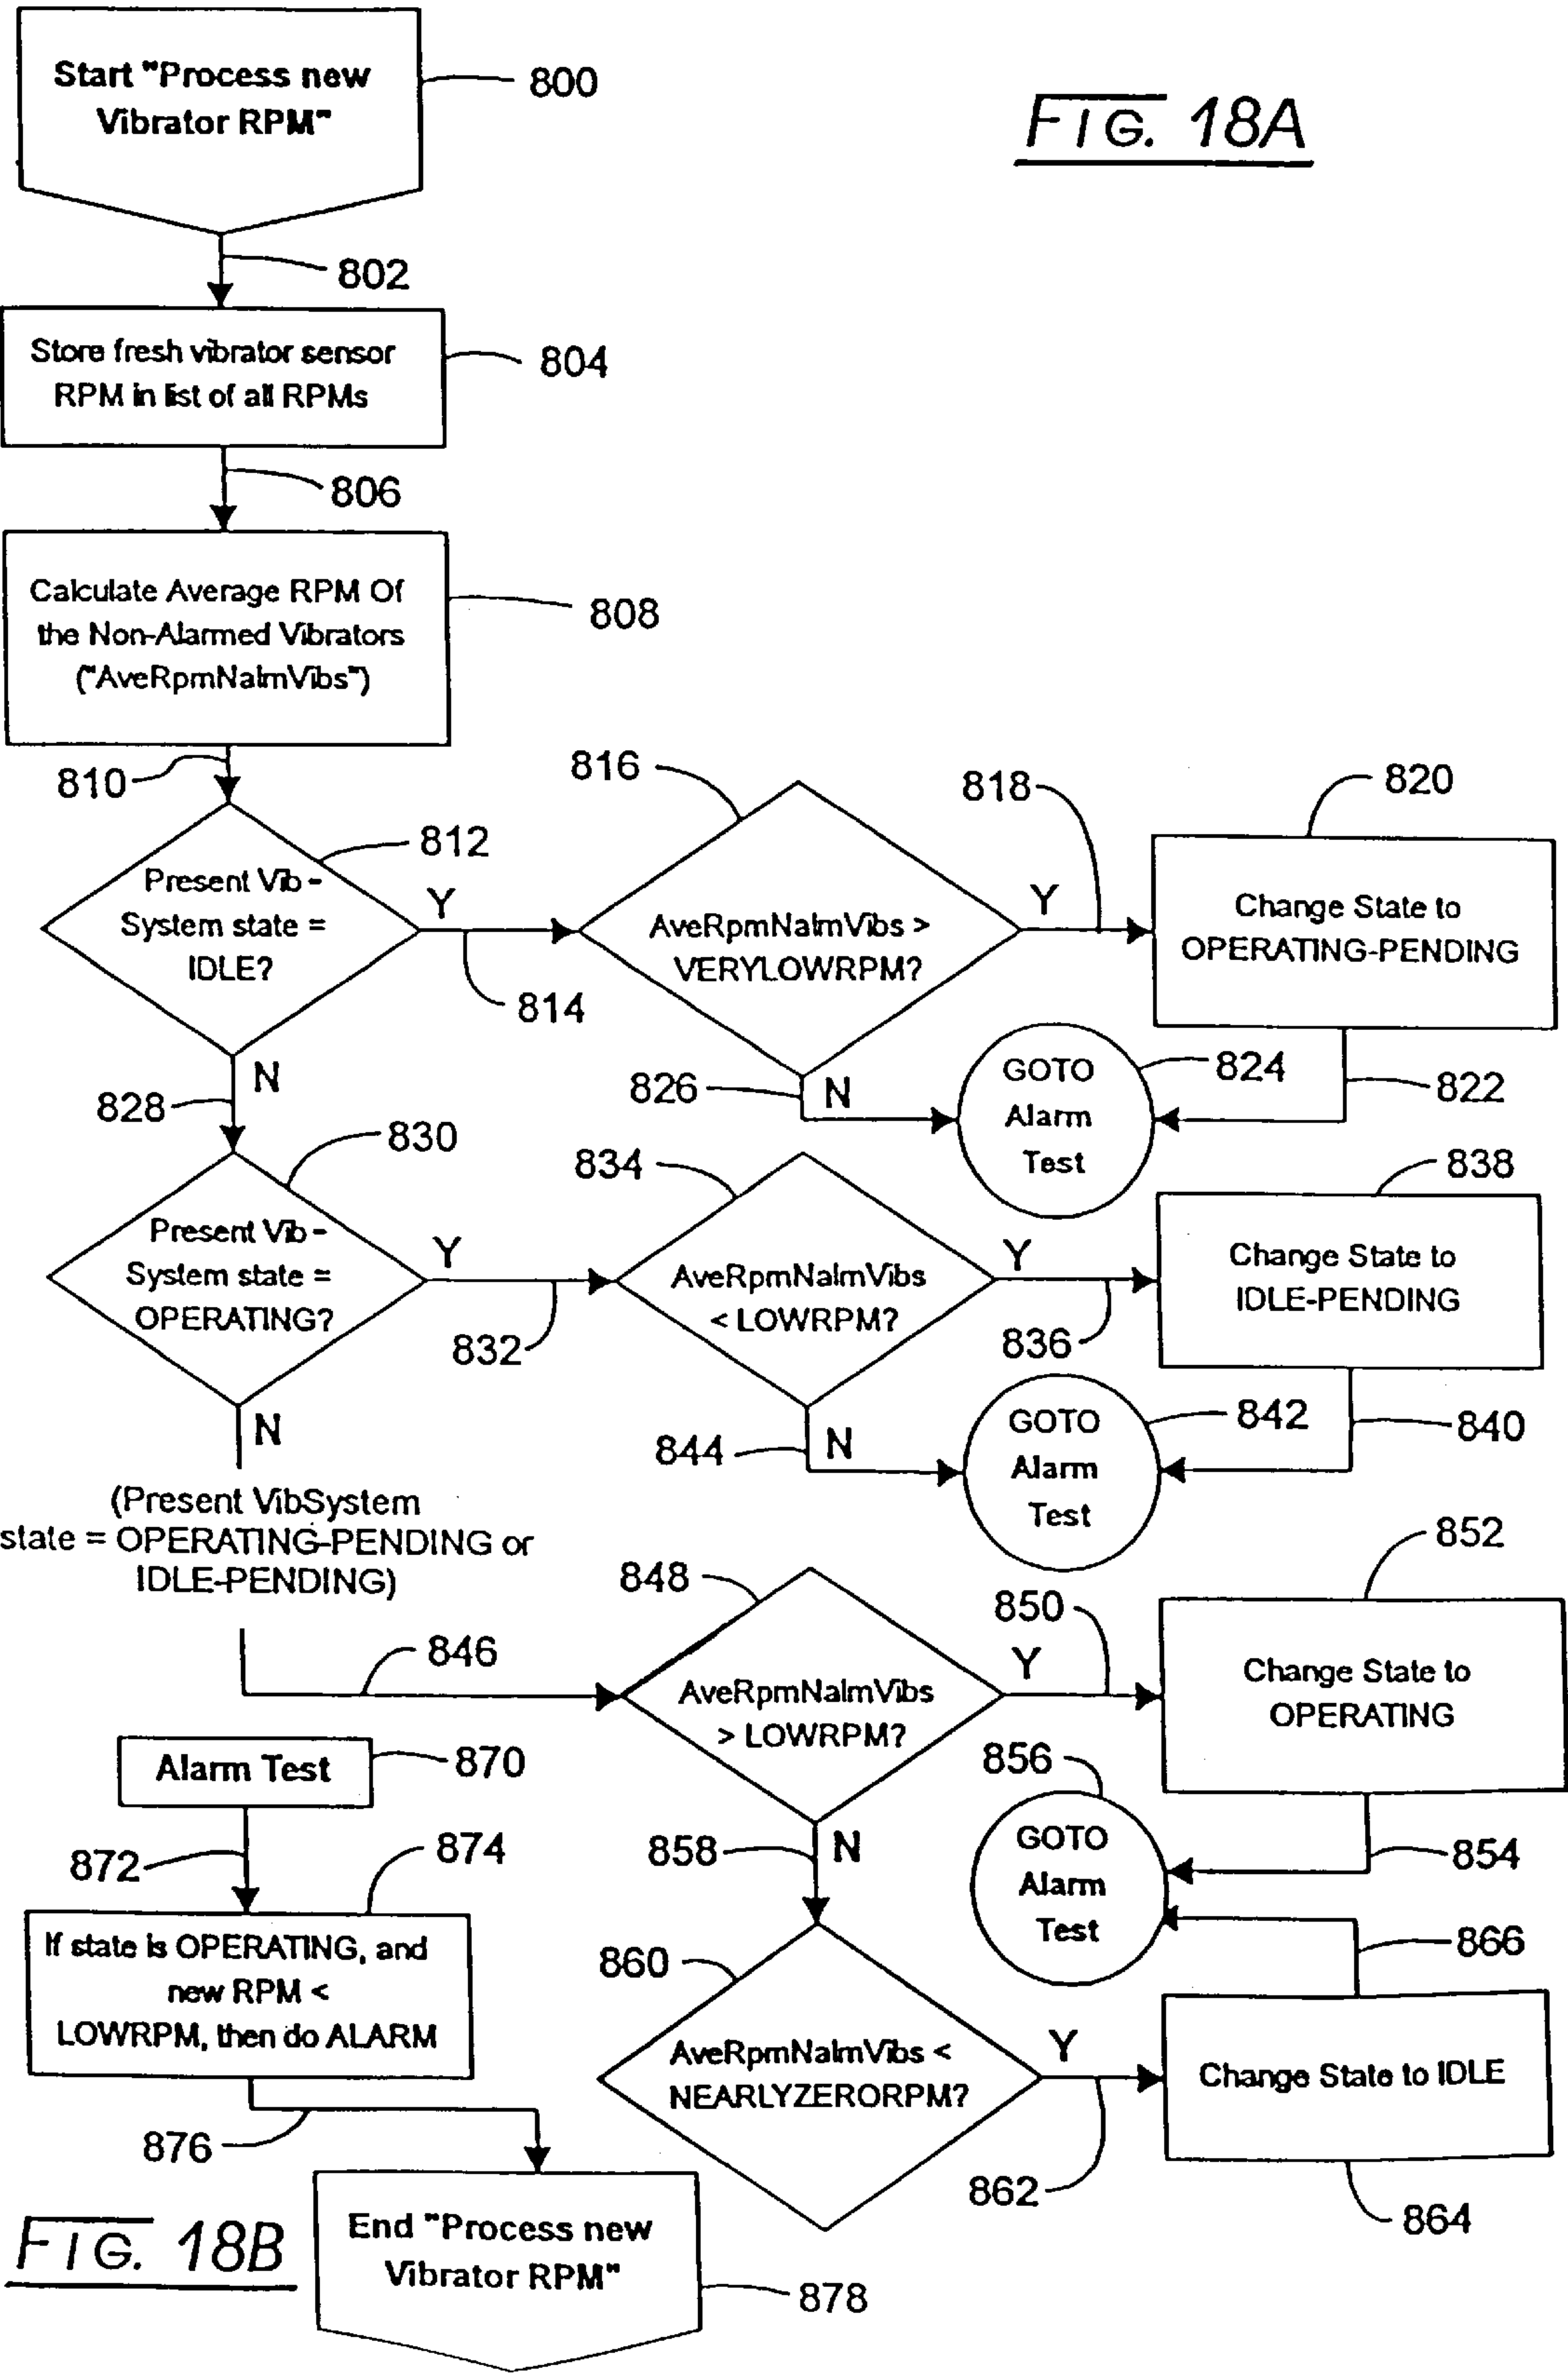 Start "Process new
Vibrator RPM"
800
FIG. 18A
802
Store fresh vibrator sensor
RPM in list of all RPMs
804
806
Calculate Average RPM Of
the Non-Alarmed Vibrators
("AveRpmNalmVibs")
808
810
Present Vib -
System state =
IDLE?
812
Y
814
816
AveRpmNalmVibs >
VERYLOWRPM?
818
Y
820
Change State to
OPERATING-PENDING
822
GOTO
Alarm
Test
824
826
N
N
828
830
Present Vib -
System state =
OPERATING?
Y
832
834
AveRpmNalmVibs
< LOWRPM?
Y
836
838
Change State to
IDLE-PENDING
840
GOTO
Alarm
Test
842
844
N
N
(Present VibSystem
state = OPERATING-PENDING or
IDLE-PENDING)
846
848
AveRpmNalmVibs
> LOWRPM?
850
Y
852
Change State to
OPERATING
854
856
GOTO
Alarm
Test
858
N
860
AveRpmNalmVibs <
NEARLYZERORPM?
Y
862
Change State to IDLE
864
866
Alarm Test
870
872
874
If state is OPERATING, and
new RPM <
LOWRPM, then do ALARM
876
End "Process new
Vibrator RPM"
878
FIG. 18B